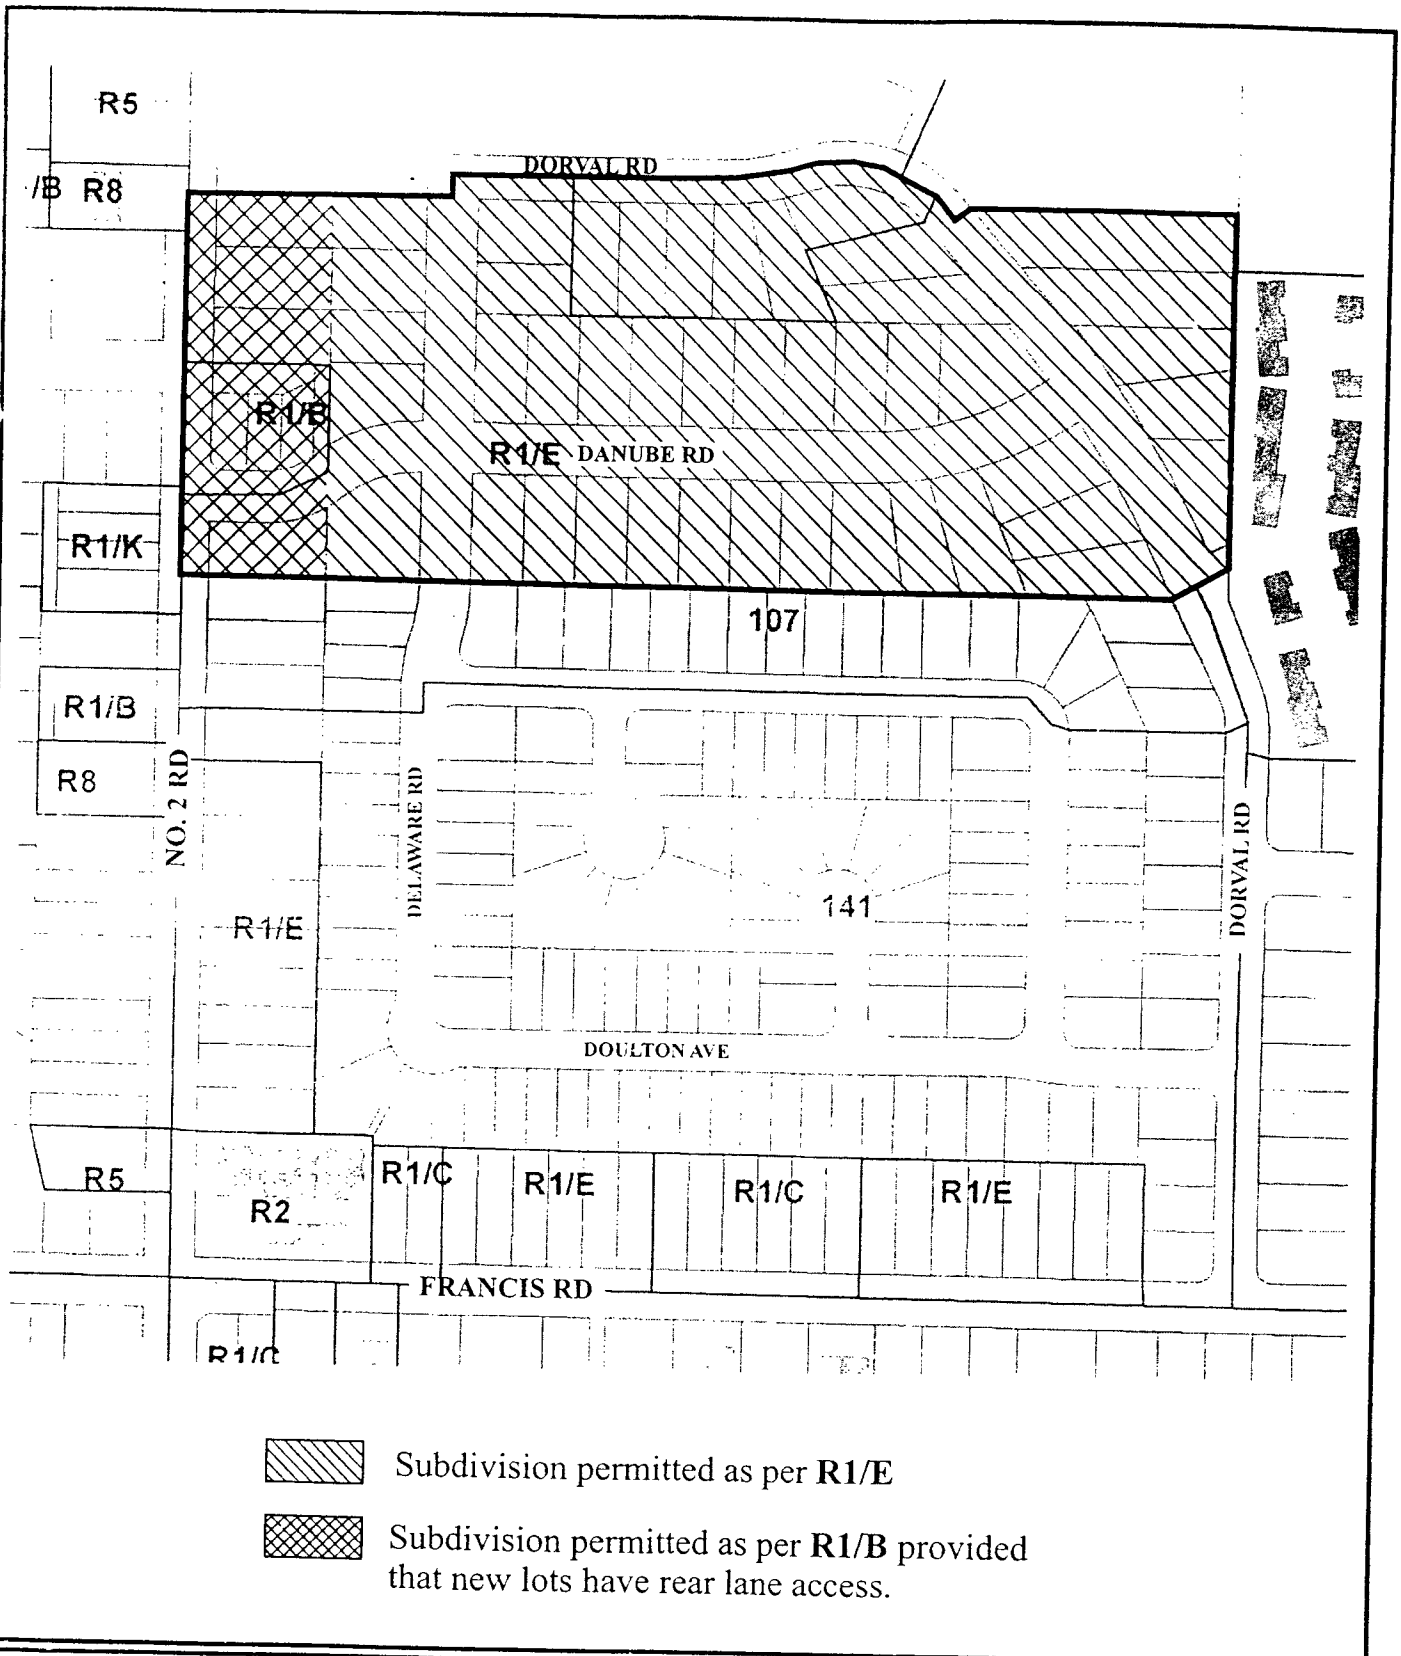 R5
DORVAL RD
/B R8
R1/B
R1/E DANUBE RD
R1/K
107
R1/B
R8
NO. 2 RD
DELAWARE RD
DORVAL RD
141
R1/E
DOULTON AVE
R5
R2
R1/C
R1/E
R1/C
R1/E
FRANCIS RD
R1/C
Subdivision permitted as per R1/E
Subdivision permitted as per R1/B provided
that new lots have rear lane access.